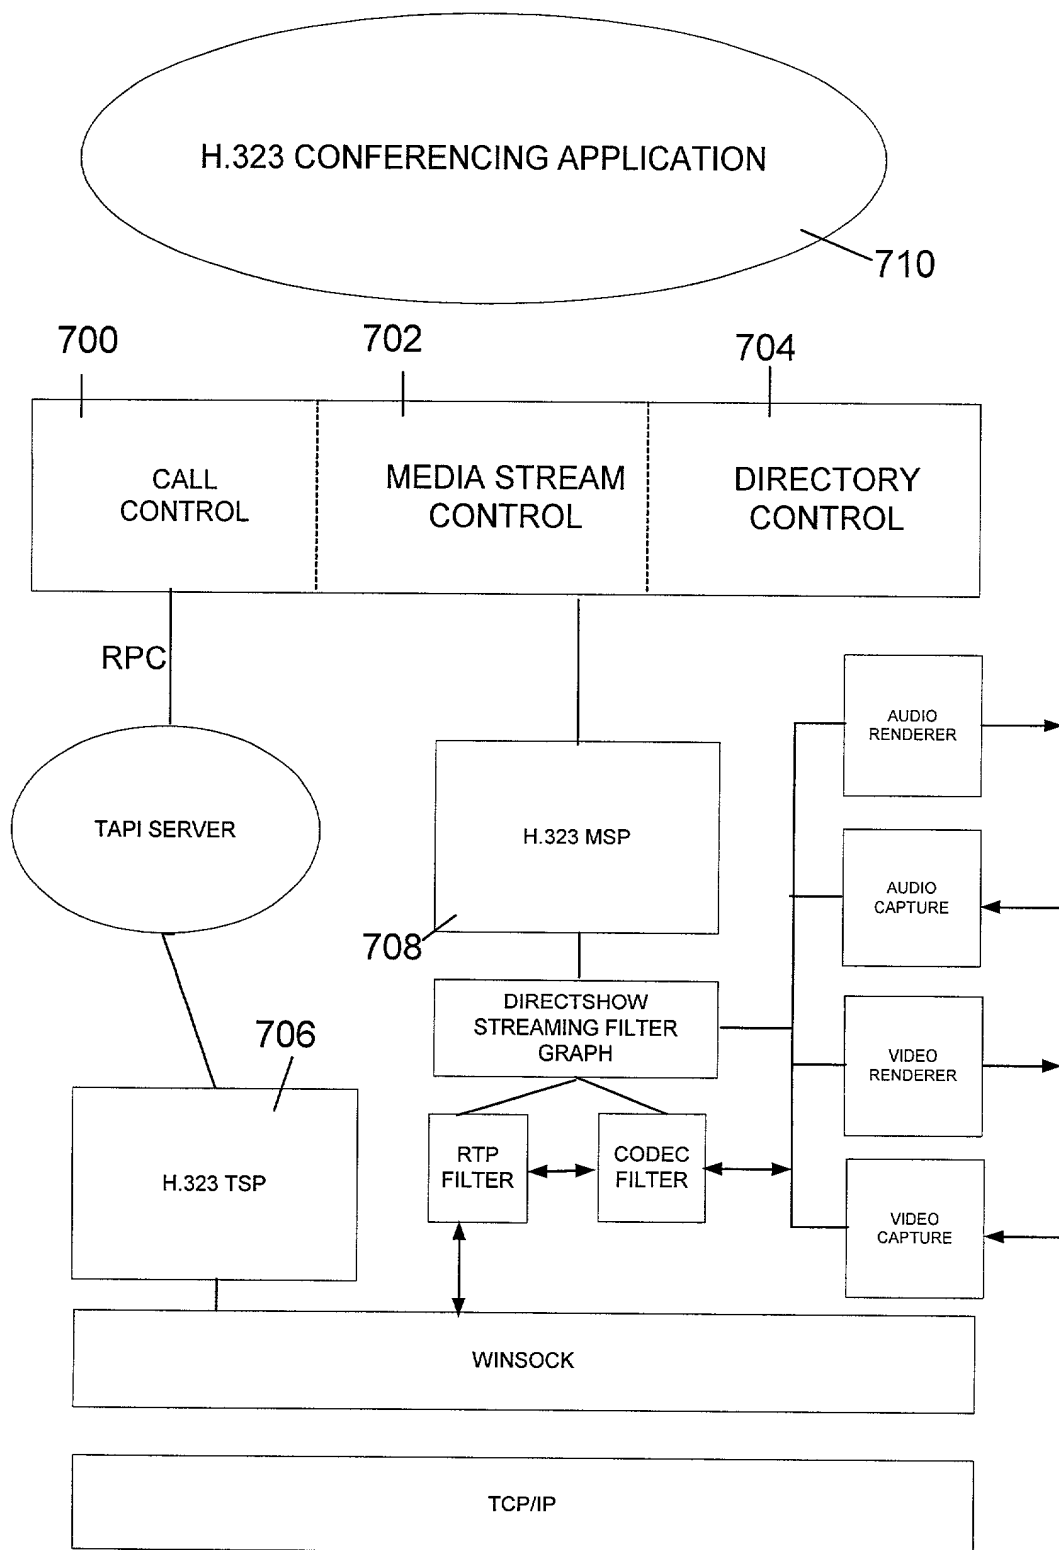 H.323 CONFERENCING APPLICATION
710
700
702
704
CALL
CONTROL
MEDIA STREAM
CONTROL
DIRECTORY
CONTROL
RPC
AUDIO
RENDERER
TAPI SERVER
H.323 MSP
AUDIO
CAPTURE
708
DIRECTSHOW
STREAMING FILTER
GRAPH
706
VIDEO
RENDERER
RTP
FILTER
CODEC
FILTER
H.323 TSP
VIDEO
CAPTURE
WINSOCK
TCP/IP